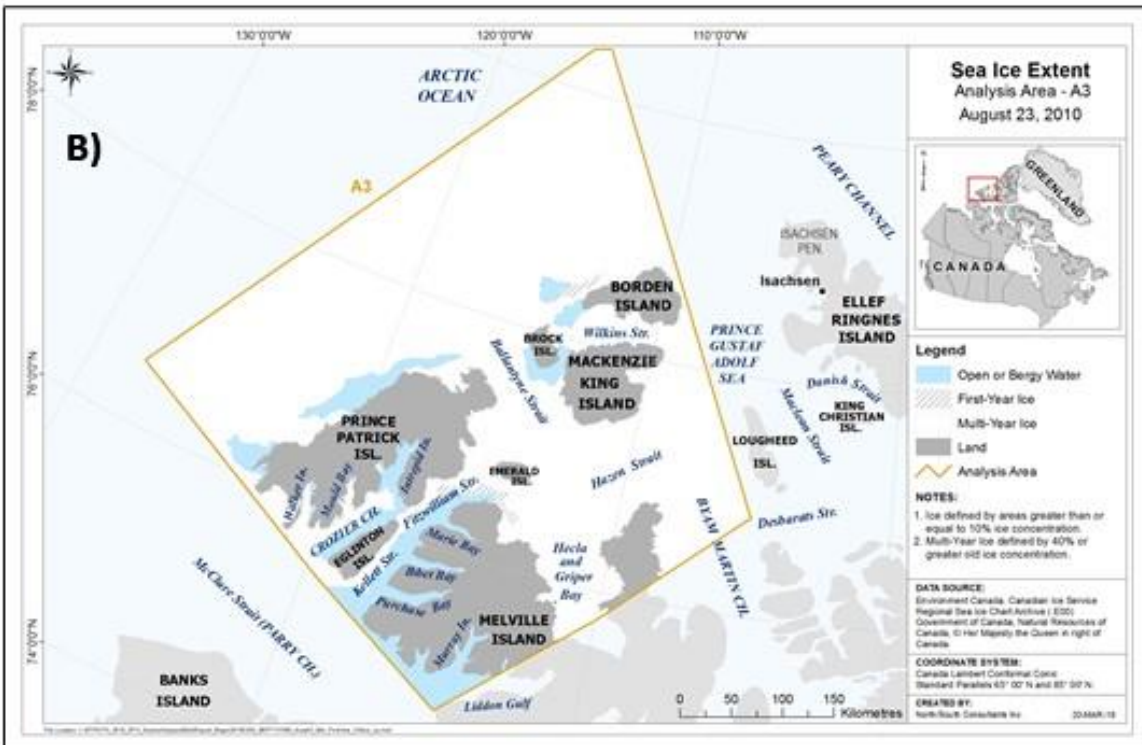 130°0'0"W
120°0'0"W
110°0'0"W
78°0'0"N
76°0'0"N
74°0'0"N
B)
ARCTIC
OCEAN
A3
PEARY CHANNEL
ISACHSEN
PEN.
Isachsen
ELLEF
RINGNES
ISLAND
BORDEN
ISLAND
Wilkins Str.
BROCK
ISL.
MACKENZIE
KING
ISLAND
Ballantyne Strait
PRINCE
GUSTAF
ADOLF
SEA
Danish Strait
Maclean Strait
KING
CHRISTIAN
ISL.
LOUGHEED
ISL.
PRINCE
PATRICK
ISL.
Walker In.
Mould Bay
Intrepid In.
EMERALD
ISL.
Hazen Strait
Fitzwilliam Str.
CROZIER CH.
EGLINTON
ISL.
Kellett Str.
Marie Bay
Ibbet Bay
Purchase Bay
Murray In.
Hecla
and
Griper
Bay
BYAM MARTIN CH.
Desbarats Str.
MELVILLE
ISLAND
McClure Strait (PARRY CH.)
BANKS
ISLAND
Liddon Gulf
0 50 100 150
Kilometres
Sea Ice Extent
Analysis Area - A3
August 23, 2010
GREENLAND
CANADA
Legend
Open or Bergy Water
First-Year Ice
Multi-Year Ice
Land
Analysis Area
NOTES:
1. Ice defined by areas greater than or
equal to 10% ice concentration.
2. Multi-Year Ice defined by 40% or
greater old ice concentration.
DATA SOURCE:
Environment Canada, Canadian Ice Service
Regional Sea Ice Chart Archive (.E00)
Government of Canada, Natural Resources of
Canada, © Her Majesty the Queen in right of
Canada
COORDINATE SYSTEM:
Canada Lambert Conformal Conic
Standard Parallels
CREATED BY:
North/South Consultants Inc